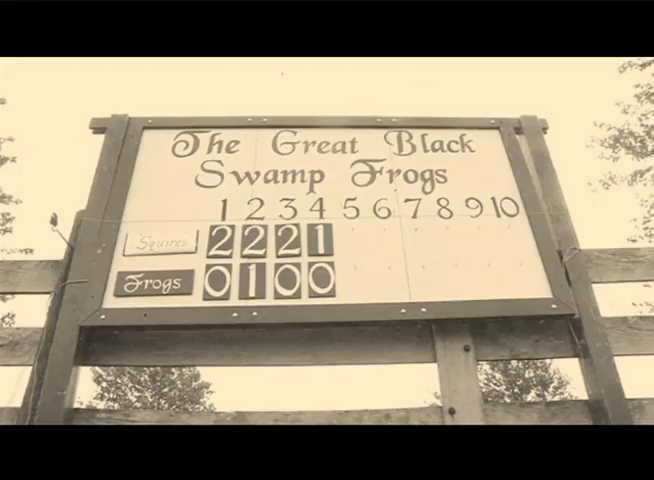 The Great Black
Swamp Frogs
1 2 3 4 5 6 7 8 9 10
Squires 2 2 2 1
Frogs 0 1 0 0